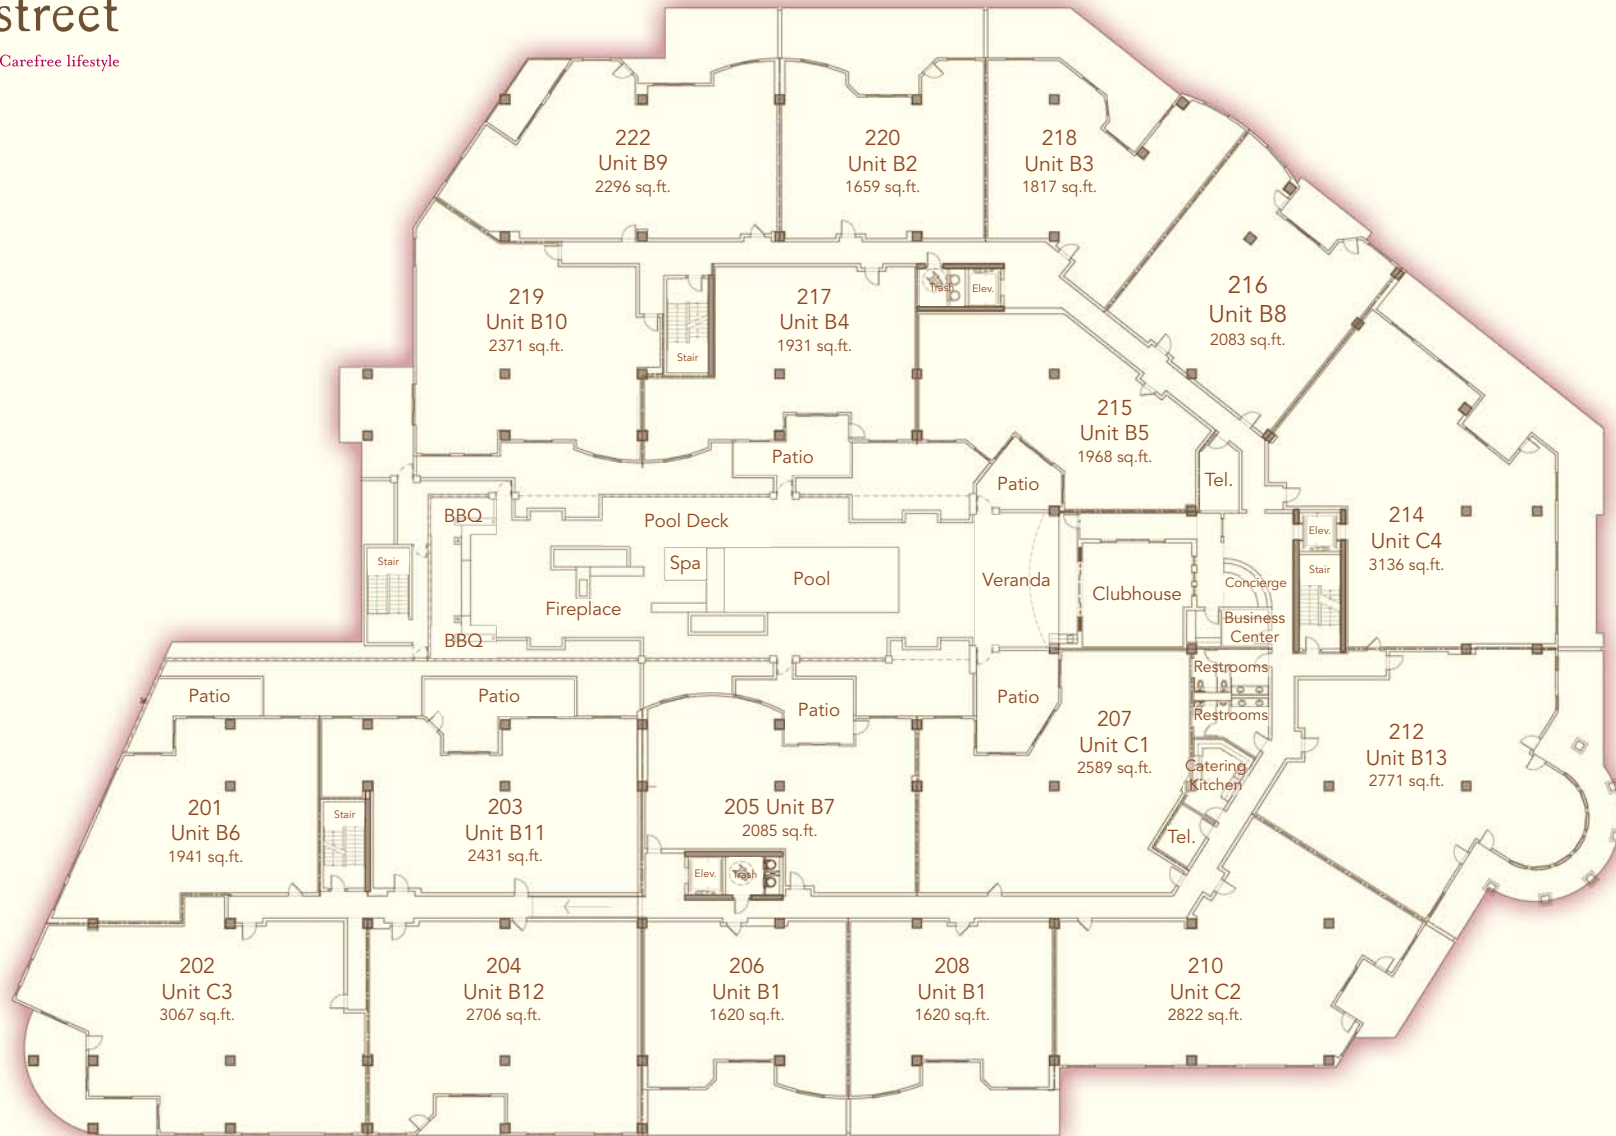 street
Carefree lifestyle
222
Unit B9
2296 sq.ft.
220
Unit B2
1659 sq.ft.
218
Unit B3
1817 sq.ft.
219
Unit B10
2371 sq.ft.
Stair
217
Unit B4
1931 sq.ft.
Trash
Elev.
216
Unit B8
2083 sq.ft.
215
Unit B5
1968 sq.ft.
Patio
Patio
Tel.
BBQ
Pool Deck
Stair
Spa
Pool
Veranda
Clubhouse
Fireplace
BBQ
Concierge
Business
Center
Elev.
Stair
214
Unit C4
3136 sq.ft.
Restrooms
Restrooms
Patio
Patio
Patio
Patio
207
Unit C1
2589 sq.ft.
Catering
Kitchen
Tel.
212
Unit B13
2771 sq.ft.
201
Unit B6
1941 sq.ft.
Stair
203
Unit B11
2431 sq.ft.
205 Unit B7
2085 sq.ft.
Elev.
Trash
202
Unit C3
3067 sq.ft.
204
Unit B12
2706 sq.ft.
206
Unit B1
1620 sq.ft.
208
Unit B1
1620 sq.ft.
210
Unit C2
2822 sq.ft.